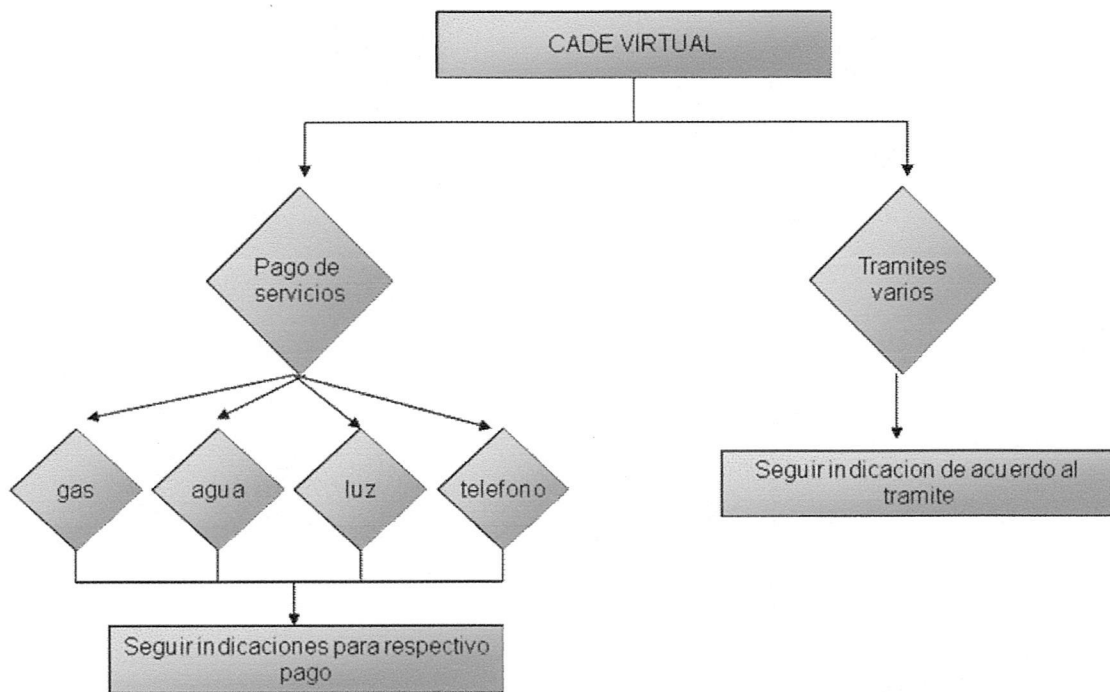 CADE VIRTUAL
Pago de
servicios
Tramites
varios
gas
agua
luz
telefono
Seguir indicacion de acuerdo al
tramite
Seguir indicaciones para respectivo
pago